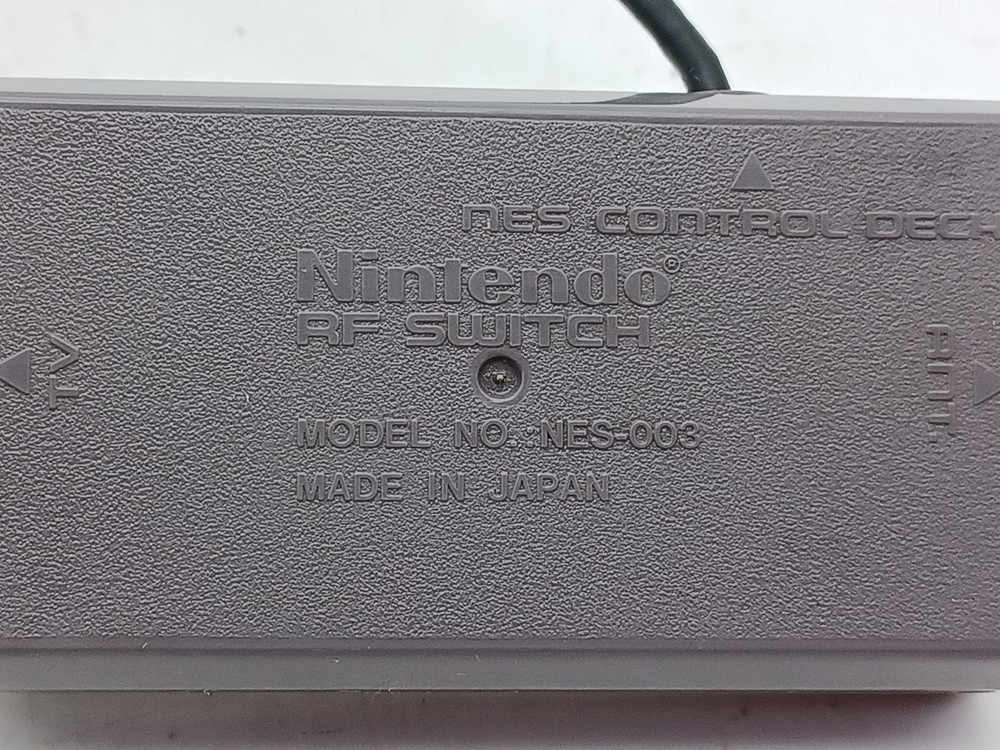 NES CONTROL DECK
Nintendo®
RF SWITCH
TV
ANT.
MODEL NO. NES-003
MADE IN JAPAN